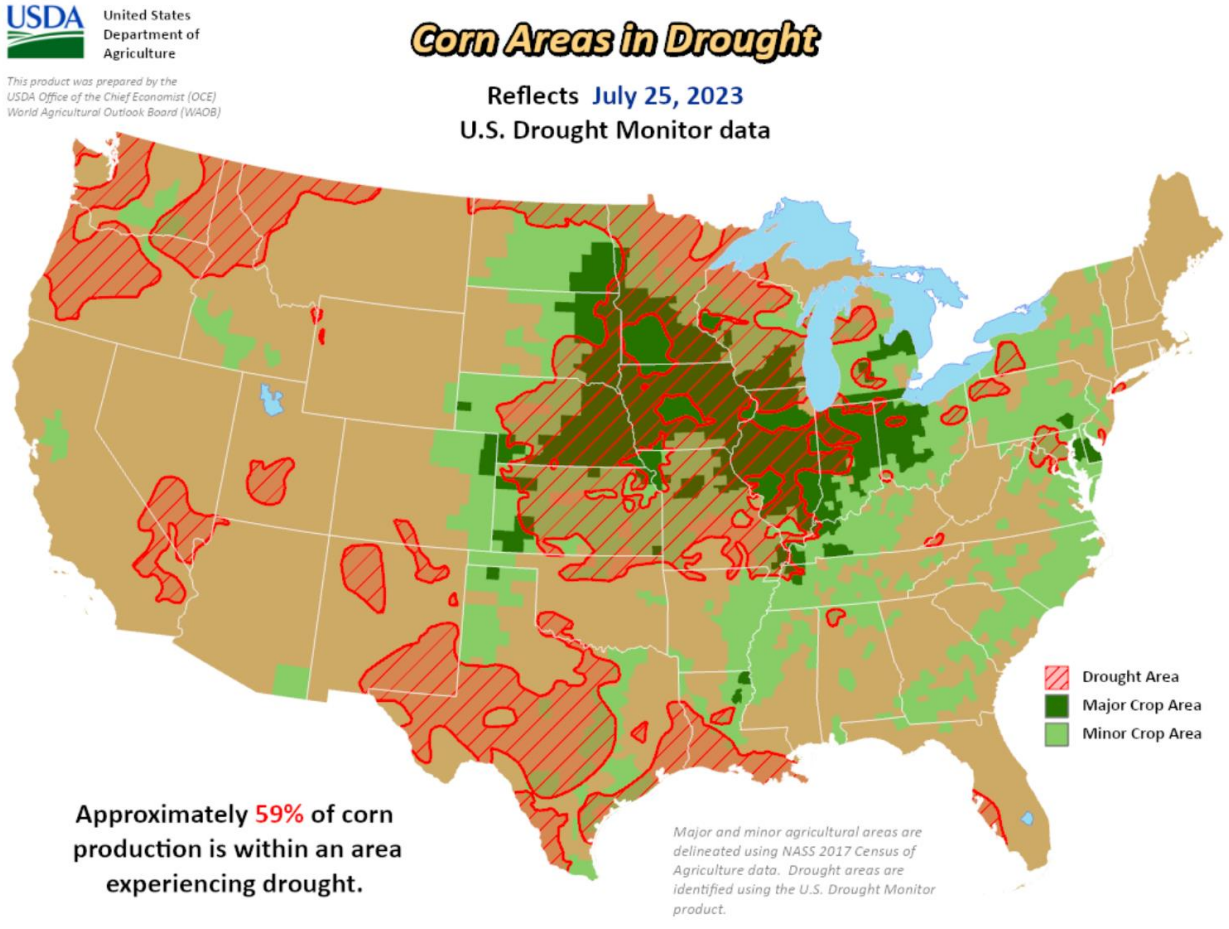 USDA
United States
Department of
Agriculture
This product was prepared by the
USDA Office of the Chief Economist (OCE)
World Agricultural Outlook Board (WAOB)
Corn Areas in Drought
Reflects July 25, 2023
U.S. Drought Monitor data
Drought Area
Major Crop Area
Minor Crop Area
Approximately 59% of corn
production is within an area
experiencing drought.
Major and minor agricultural areas are
delineated using NASS 2017 Census of
Agriculture data. Drought areas are
identified using the U.S. Drought Monitor
product.